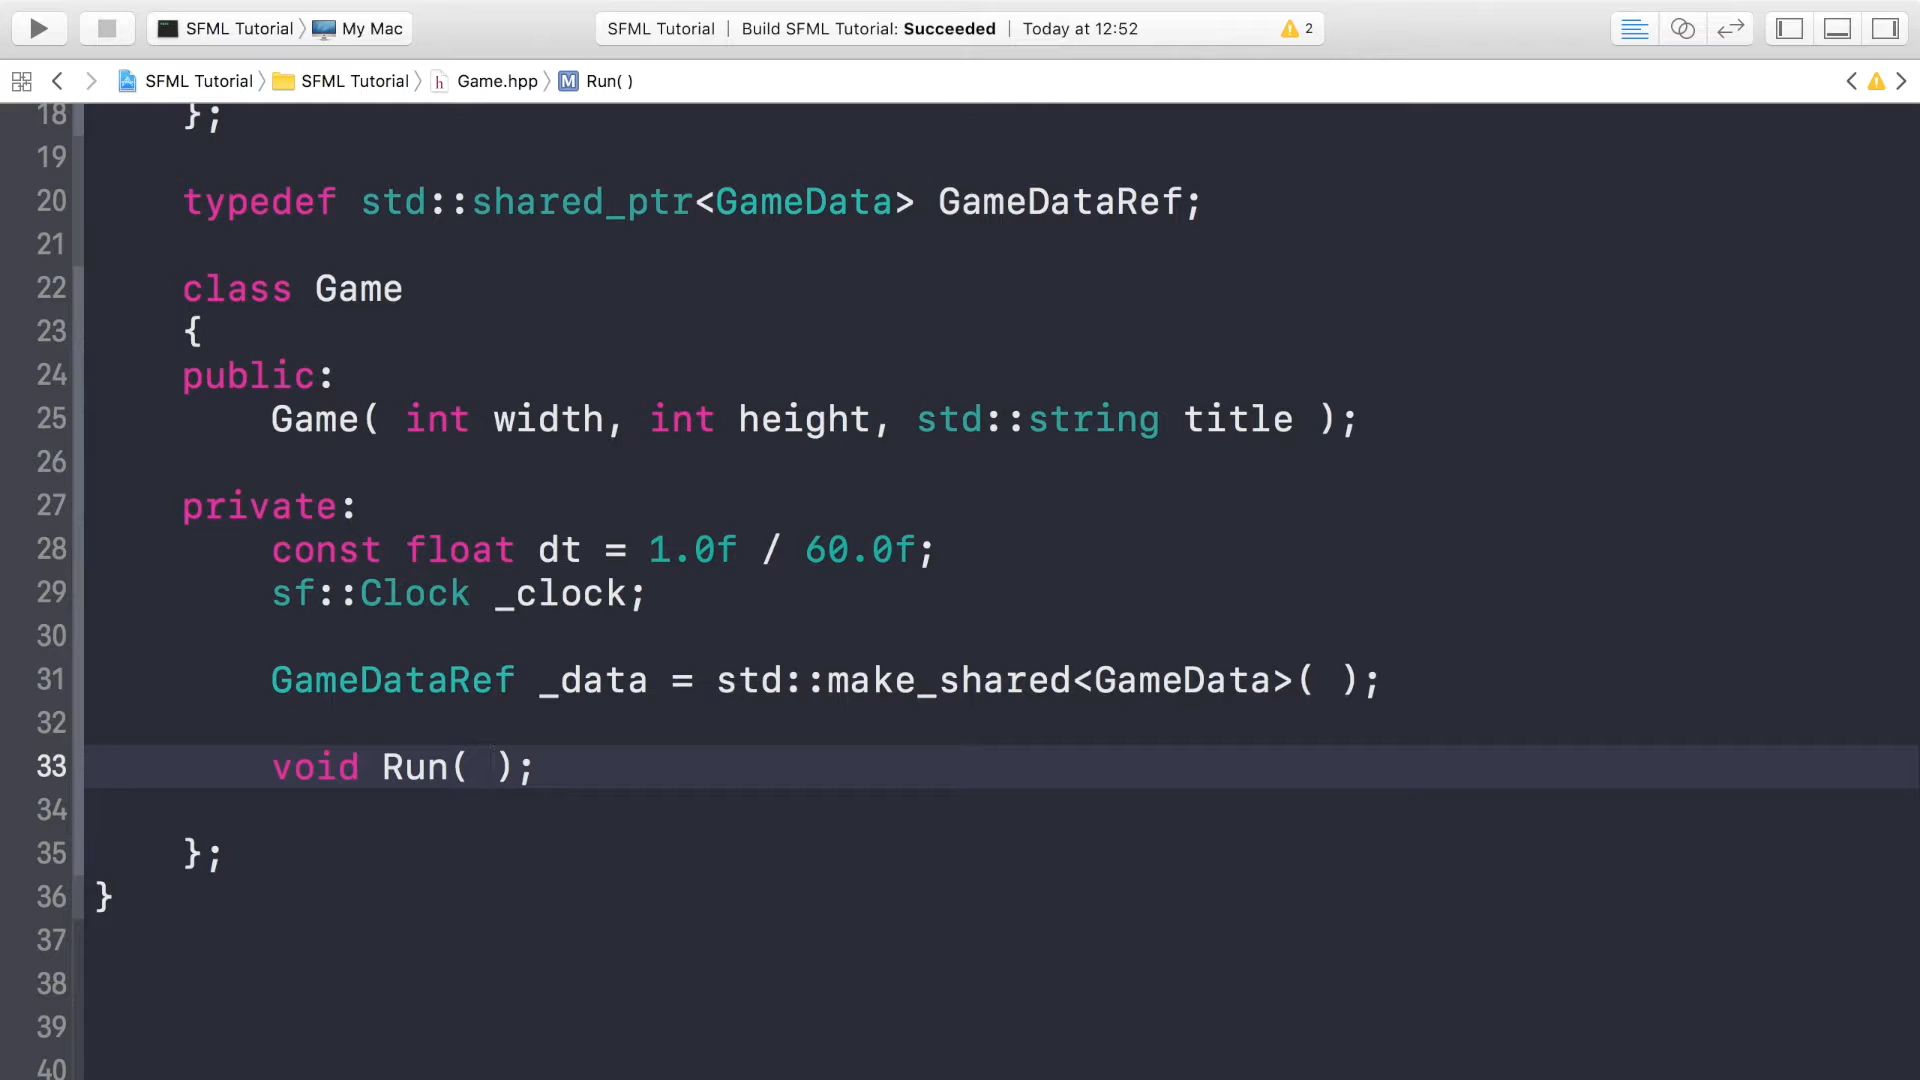 SFML Tutorial My Mac SFML Tutorial | Build SFML Tutorial: Succeeded | Today at 12:52 2
SFML Tutorial SFML Tutorial h Game.hpp M Run( )
18 };
19
20 typedef std::shared_ptr<GameData> GameDataRef;
21
22 class Game
23 {
24 public:
25 Game( int width, int height, std::string title );
26
27 private:
28 const float dt = 1.0f / 60.0f;
29 sf::Clock _clock;
30
31 GameDataRef _data = std::make_shared<GameData>( );
32
33 void Run( );
34
35 };
36 }
37
38
39
40